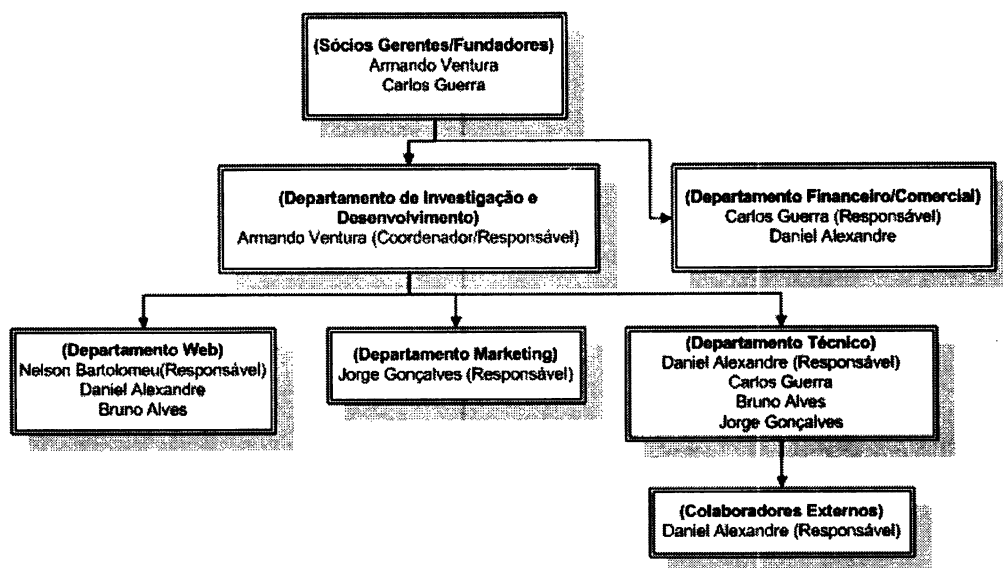 (Sócios Gerentes/Fundadores)
Armando Ventura
Carlos Guerra
(Departamento de Investigação e
Desenvolvimento)
Armando Ventura (Coordenador/Responsável)
(Departamento Financeiro/Comercial)
Carlos Guerra (Responsável)
Daniel Alexandre
(Departamento Web)
Nelson Bartolomeu(Responsável)
Daniel Alexandre
Bruno Alves
(Departamento Marketing)
Jorge Gonçalves (Responsável)
(Departamento Técnico)
Daniel Alexandre (Responsável)
Carlos Guerra
Bruno Alves
Jorge Gonçalves
(Colaboradores Externos)
Daniel Alexandre (Responsável)